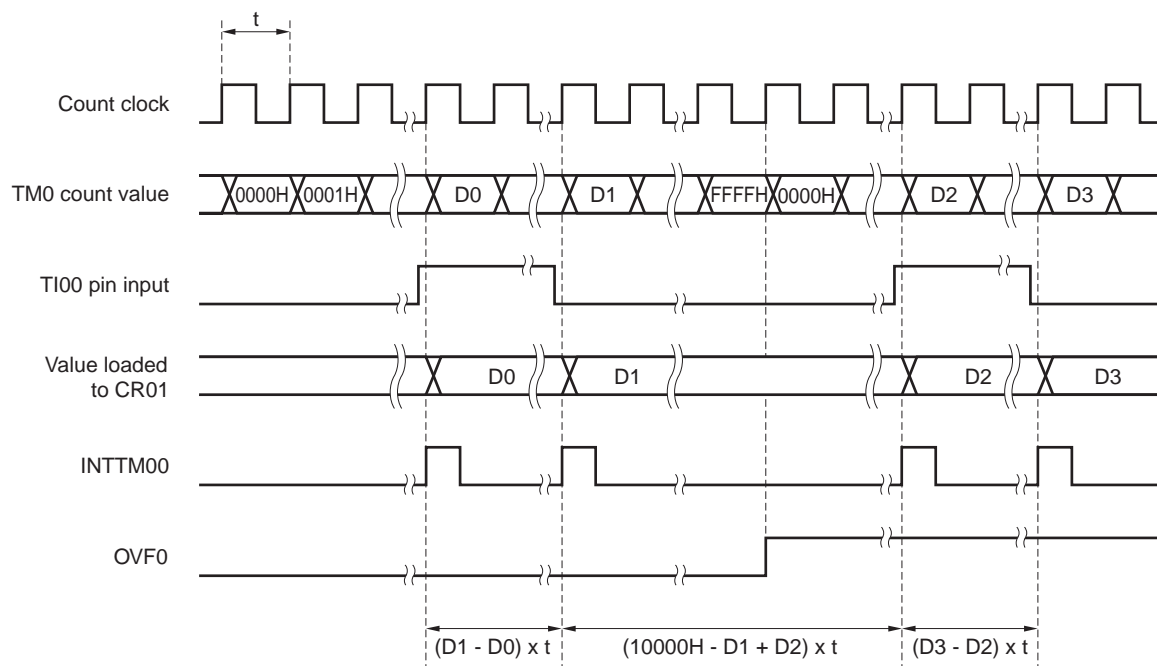 t
Count clock
TM0 count value
0000H 0001H D0 D1 FFFFH 0000H D2 D3
TI00 pin input
Value loaded
to CR01
D0 D1 D2 D3
INTTM00
OVF0
(D1 - D0) x t (10000H - D1 + D2) x t (D3 - D2) x t